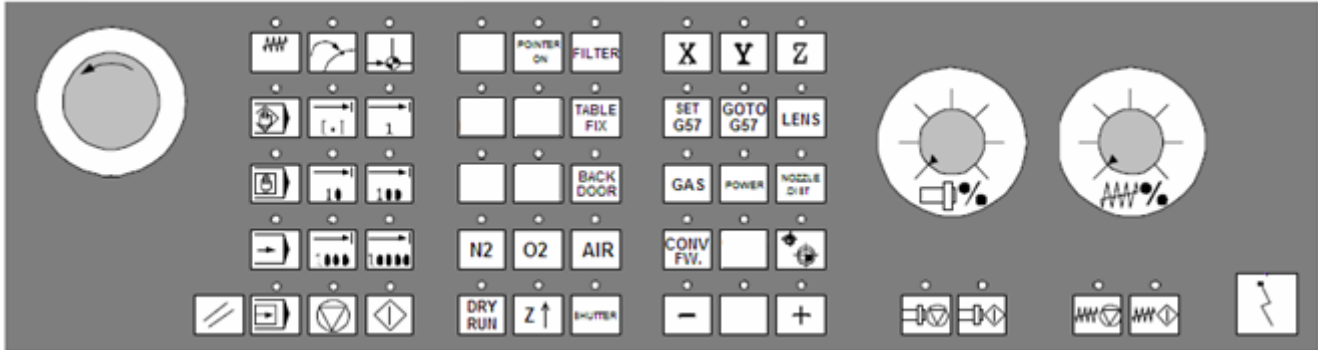 POINTER
ON
FILTER
X
Y
Z
[.]
1
TABLE
FIX
SET
G57
GOTO
G57
LENS
10
100
BACK
DOOR
GAS
POWER
NOZZLE
DIST
1000
10000
N2
O2
AIR
CONV
FW.
DRY
RUN
Z↑
SHUTTER
-
+
%
%